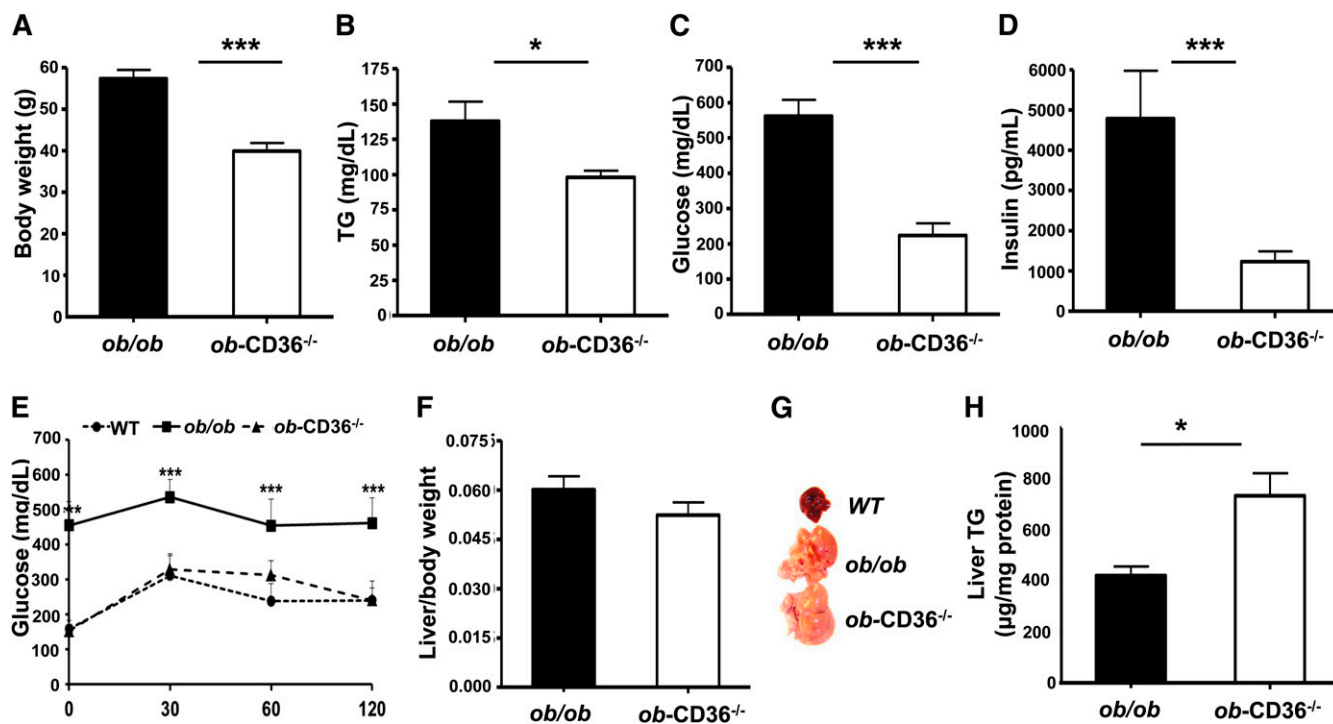 A
***
Body weight (g)
60
50
40
30
20
10
0
ob/ob
ob-CD36-/-
B
*
TG (mg/dL)
175
150
125
100
75
50
25
0
ob/ob
ob-CD36-/-
C
***
Glucose (mg/dL)
700
600
500
400
300
200
100
0
ob/ob
ob-CD36-/-
D
***
Insulin (pg/mL)
6000
5000
4000
3000
2000
1000
0
ob/ob
ob-CD36-/-
E
WT ob/ob ob-CD36-/-
Glucose (mg/dL)
700
600
500
400
300
200
100
0
*** *** *** ***
0 30 60 120
F
Liver/body weight
0.075
0.060
0.045
0.030
0.015
0.000
ob/ob
ob-CD36-/-
G
WT
ob/ob
ob-CD36-/-
H
*
Liver TG
(µg/mg protein)
1000
800
600
400
200
0
ob/ob
ob-CD36-/-